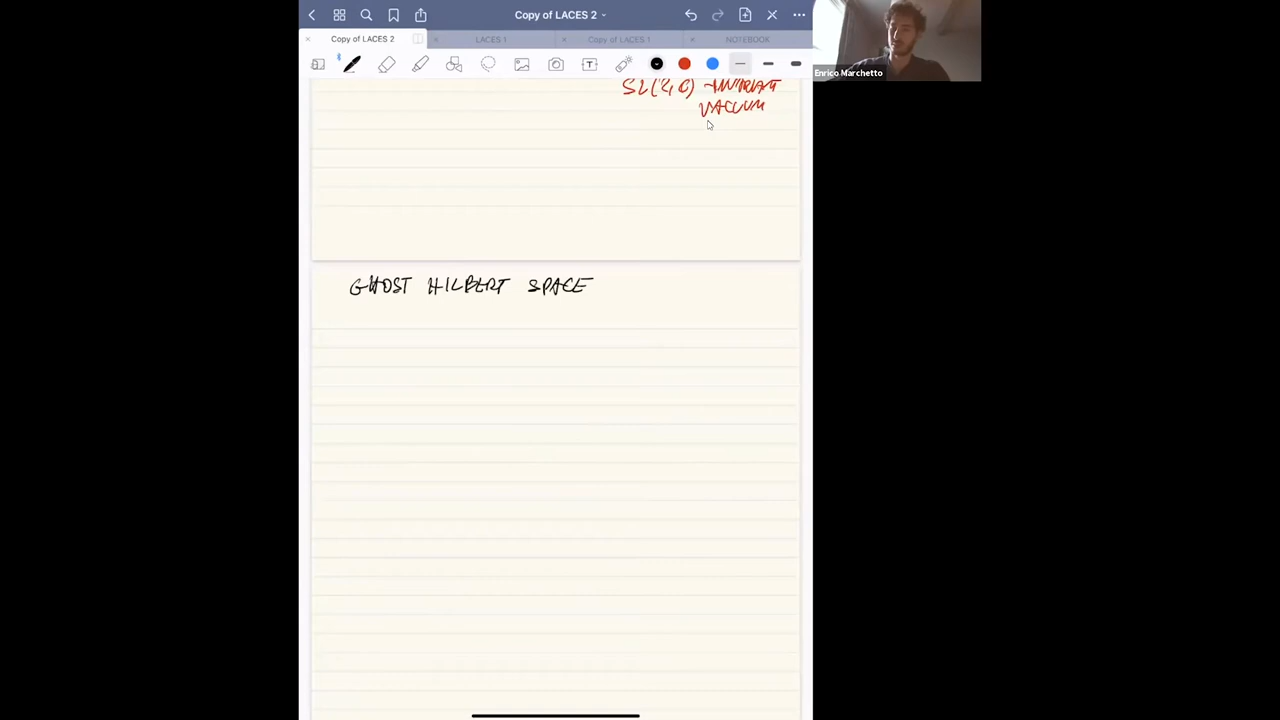 Copy of LACES 2
Copy of LACES 2
LACES 1
Copy of LACES 1
NOTEBOOK
Enrico Marchetto
T
SL(2,C) -INVARIANT
VACUUM
GHOST HILBERT SPACE